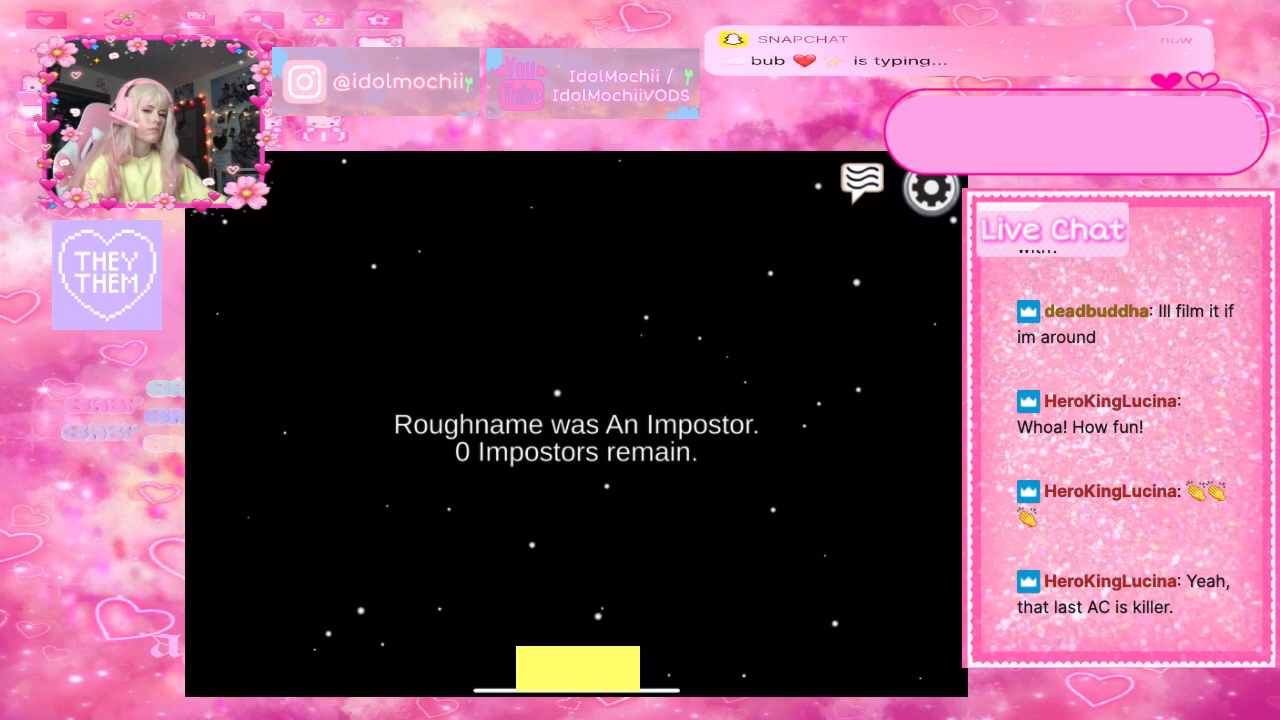 SNAPCHAT
now
bub ❤️ ✨ is typing...
@idolmochii
You
Tube
IdolMochii /
IdolMochiiVODS
Live Chat
THEY
THEM
deadbuddha: Ill film it if
im around
HeroKingLucina:
Whoa! How fun!
HeroKingLucina: 👏👏
👏
HeroKingLucina: Yeah,
that last AC is killer.
Roughname was An Impostor.
0 Impostors remain.